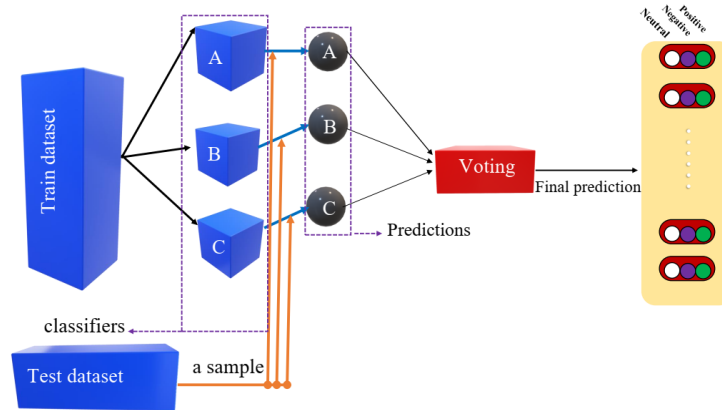 Neutral
Negative
Positive
Train dataset
A
B
C
A
B
C
Voting
Final prediction
Predictions
classifiers
a sample
Test dataset